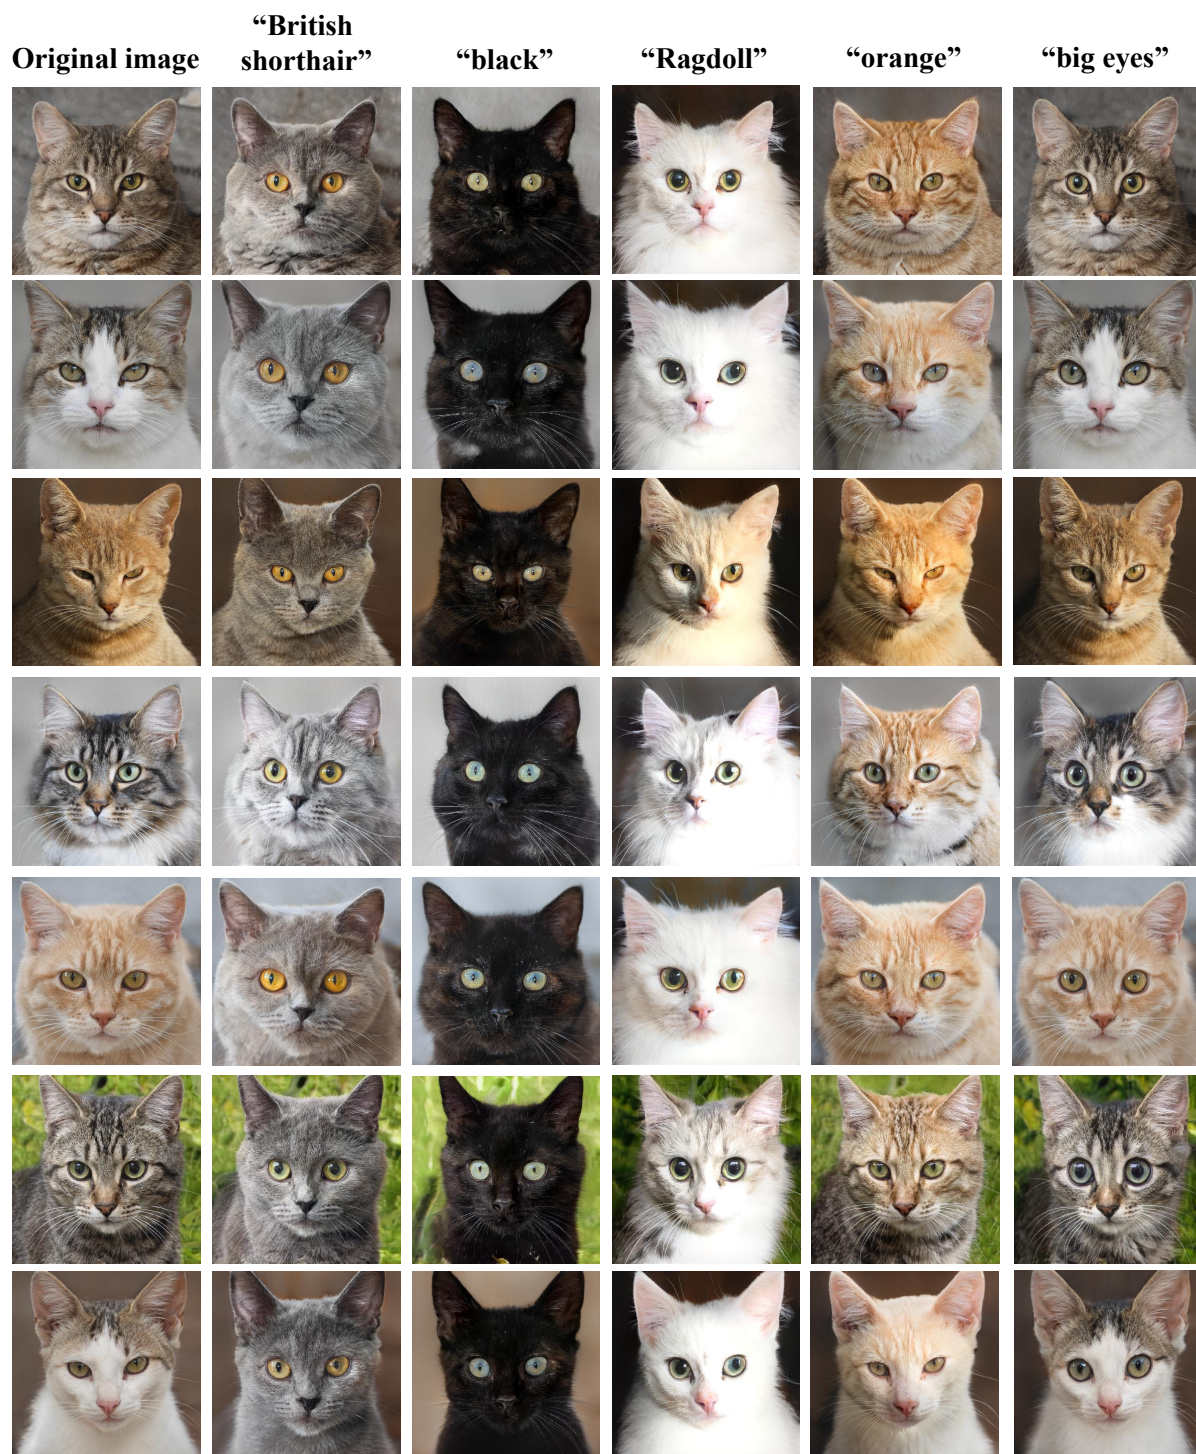 Original image
“British
shorthair”
“black”
“Ragdoll”
“orange”
“big eyes”